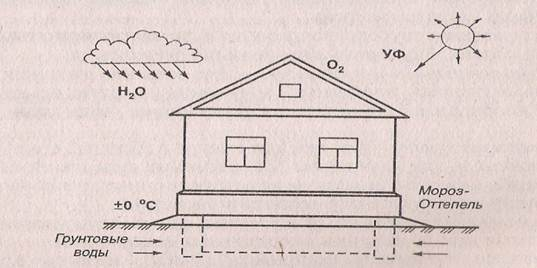 O₂
УФ
H₂O
±0 °C
Мороз-
Оттепель
Грунтовые
воды